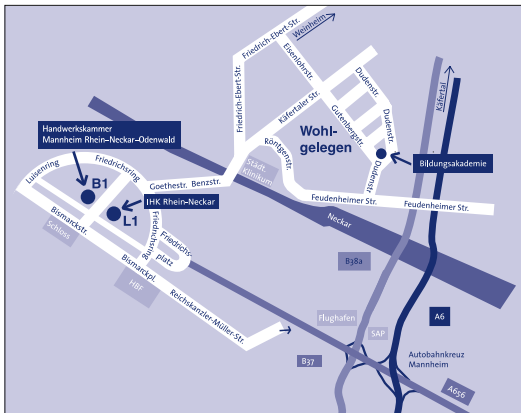 Friedrich-Ebert-Str.
Weinheim
Eisenlohrstr.
Friedrich-Ebert-Str.
Käfertaler Str.
Dudenstr.
Dudenstr.
Gutenbergstr.
Käfertal
Handwerkskammer
Mannheim Rhein-Neckar-Odenwald
Wohl-
gelegen
Röntgenstr.
Städt.
Klinikum
Dudenstr
Bildungsakademie
Luisenring
Friedrichsring
Goethestr.
Benzstr.
Feudenheimer Str.
Feudenheimer Str.
B1
IHK Rhein-Neckar
L1
Neckar
Bismarckstr.
Schloss
Friedrichsring
Friedrichs-
platz
Bismarckpl.
HBF
B38a
Reichskanzler-Müller-Str.
Flughafen
A6
SAP
B37
Autobahnkreuz
Mannheim
A656